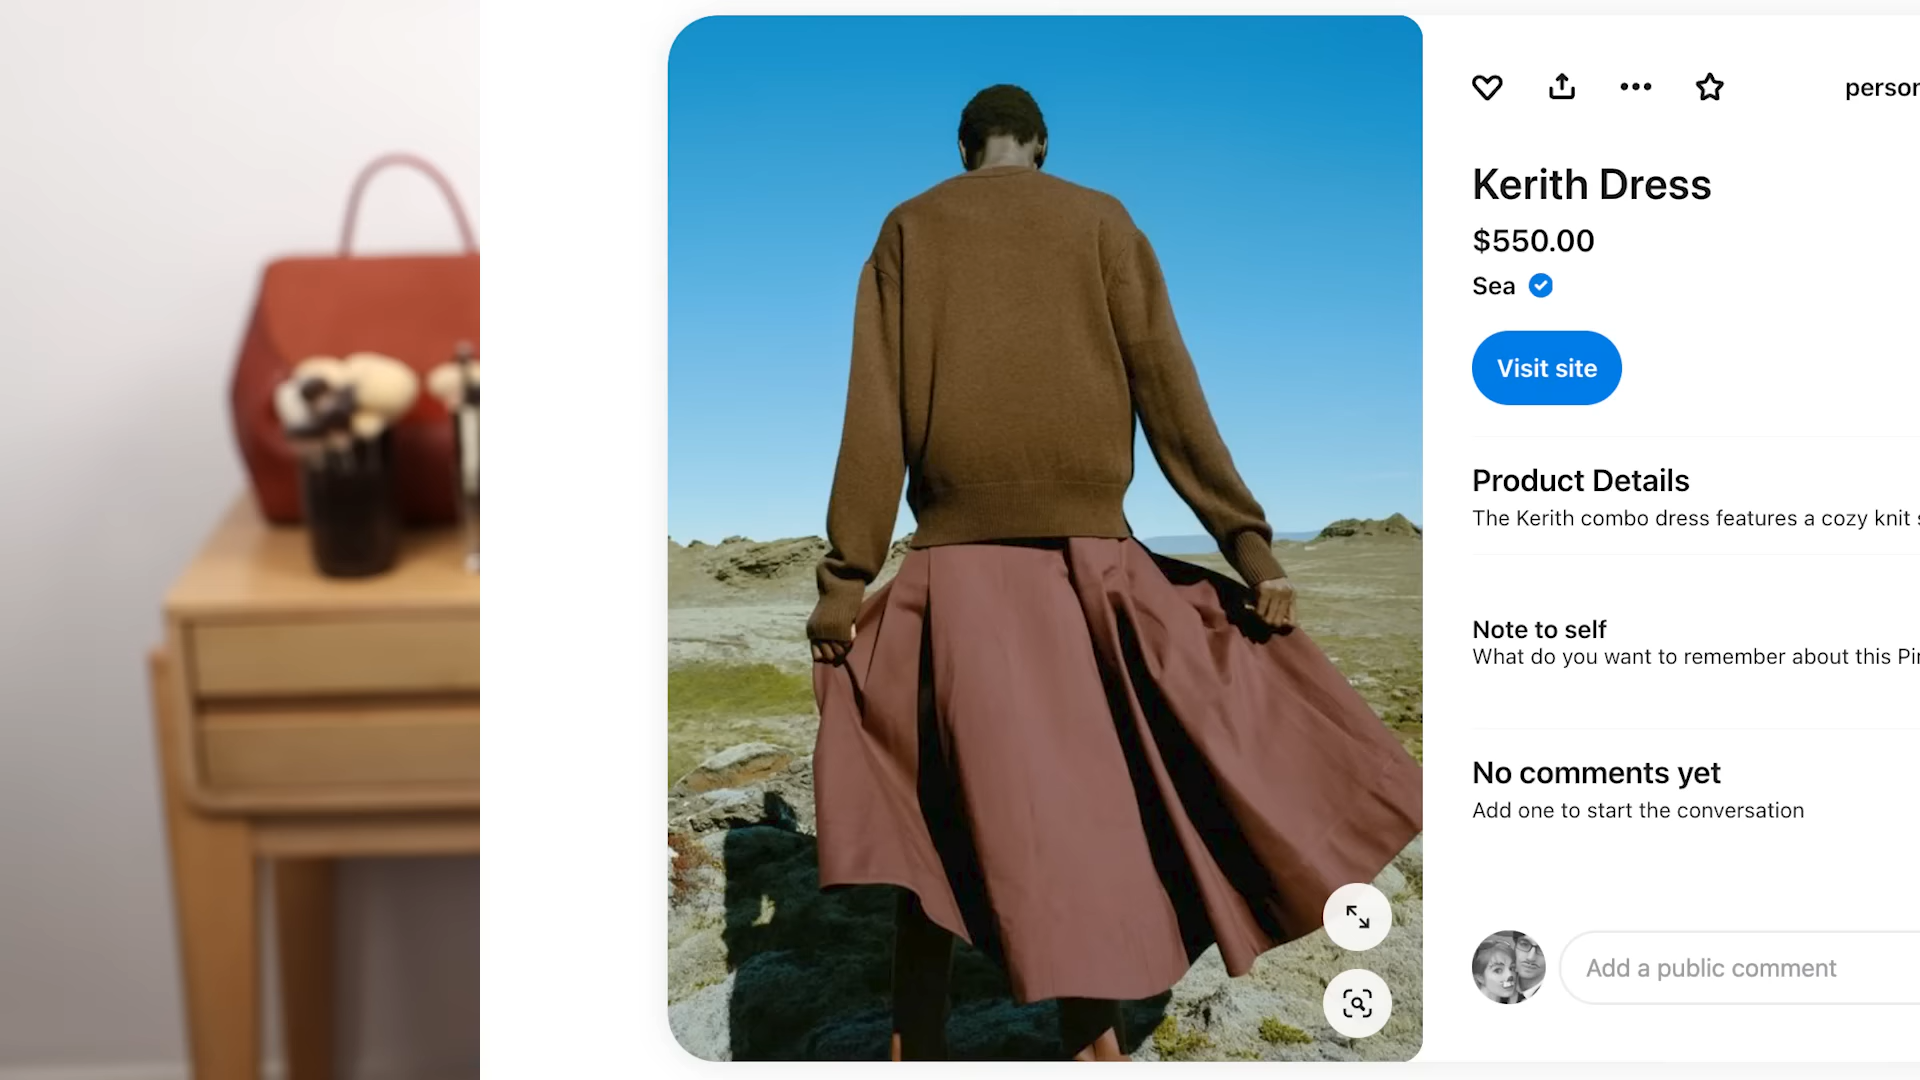 person
Kerith Dress
$550.00
Sea
Visit site
Product Details
The Kerith combo dress features a cozy knit
Note to self
What do you want to remember about this
No comments yet
Add one to start the conversation
Add a public comment